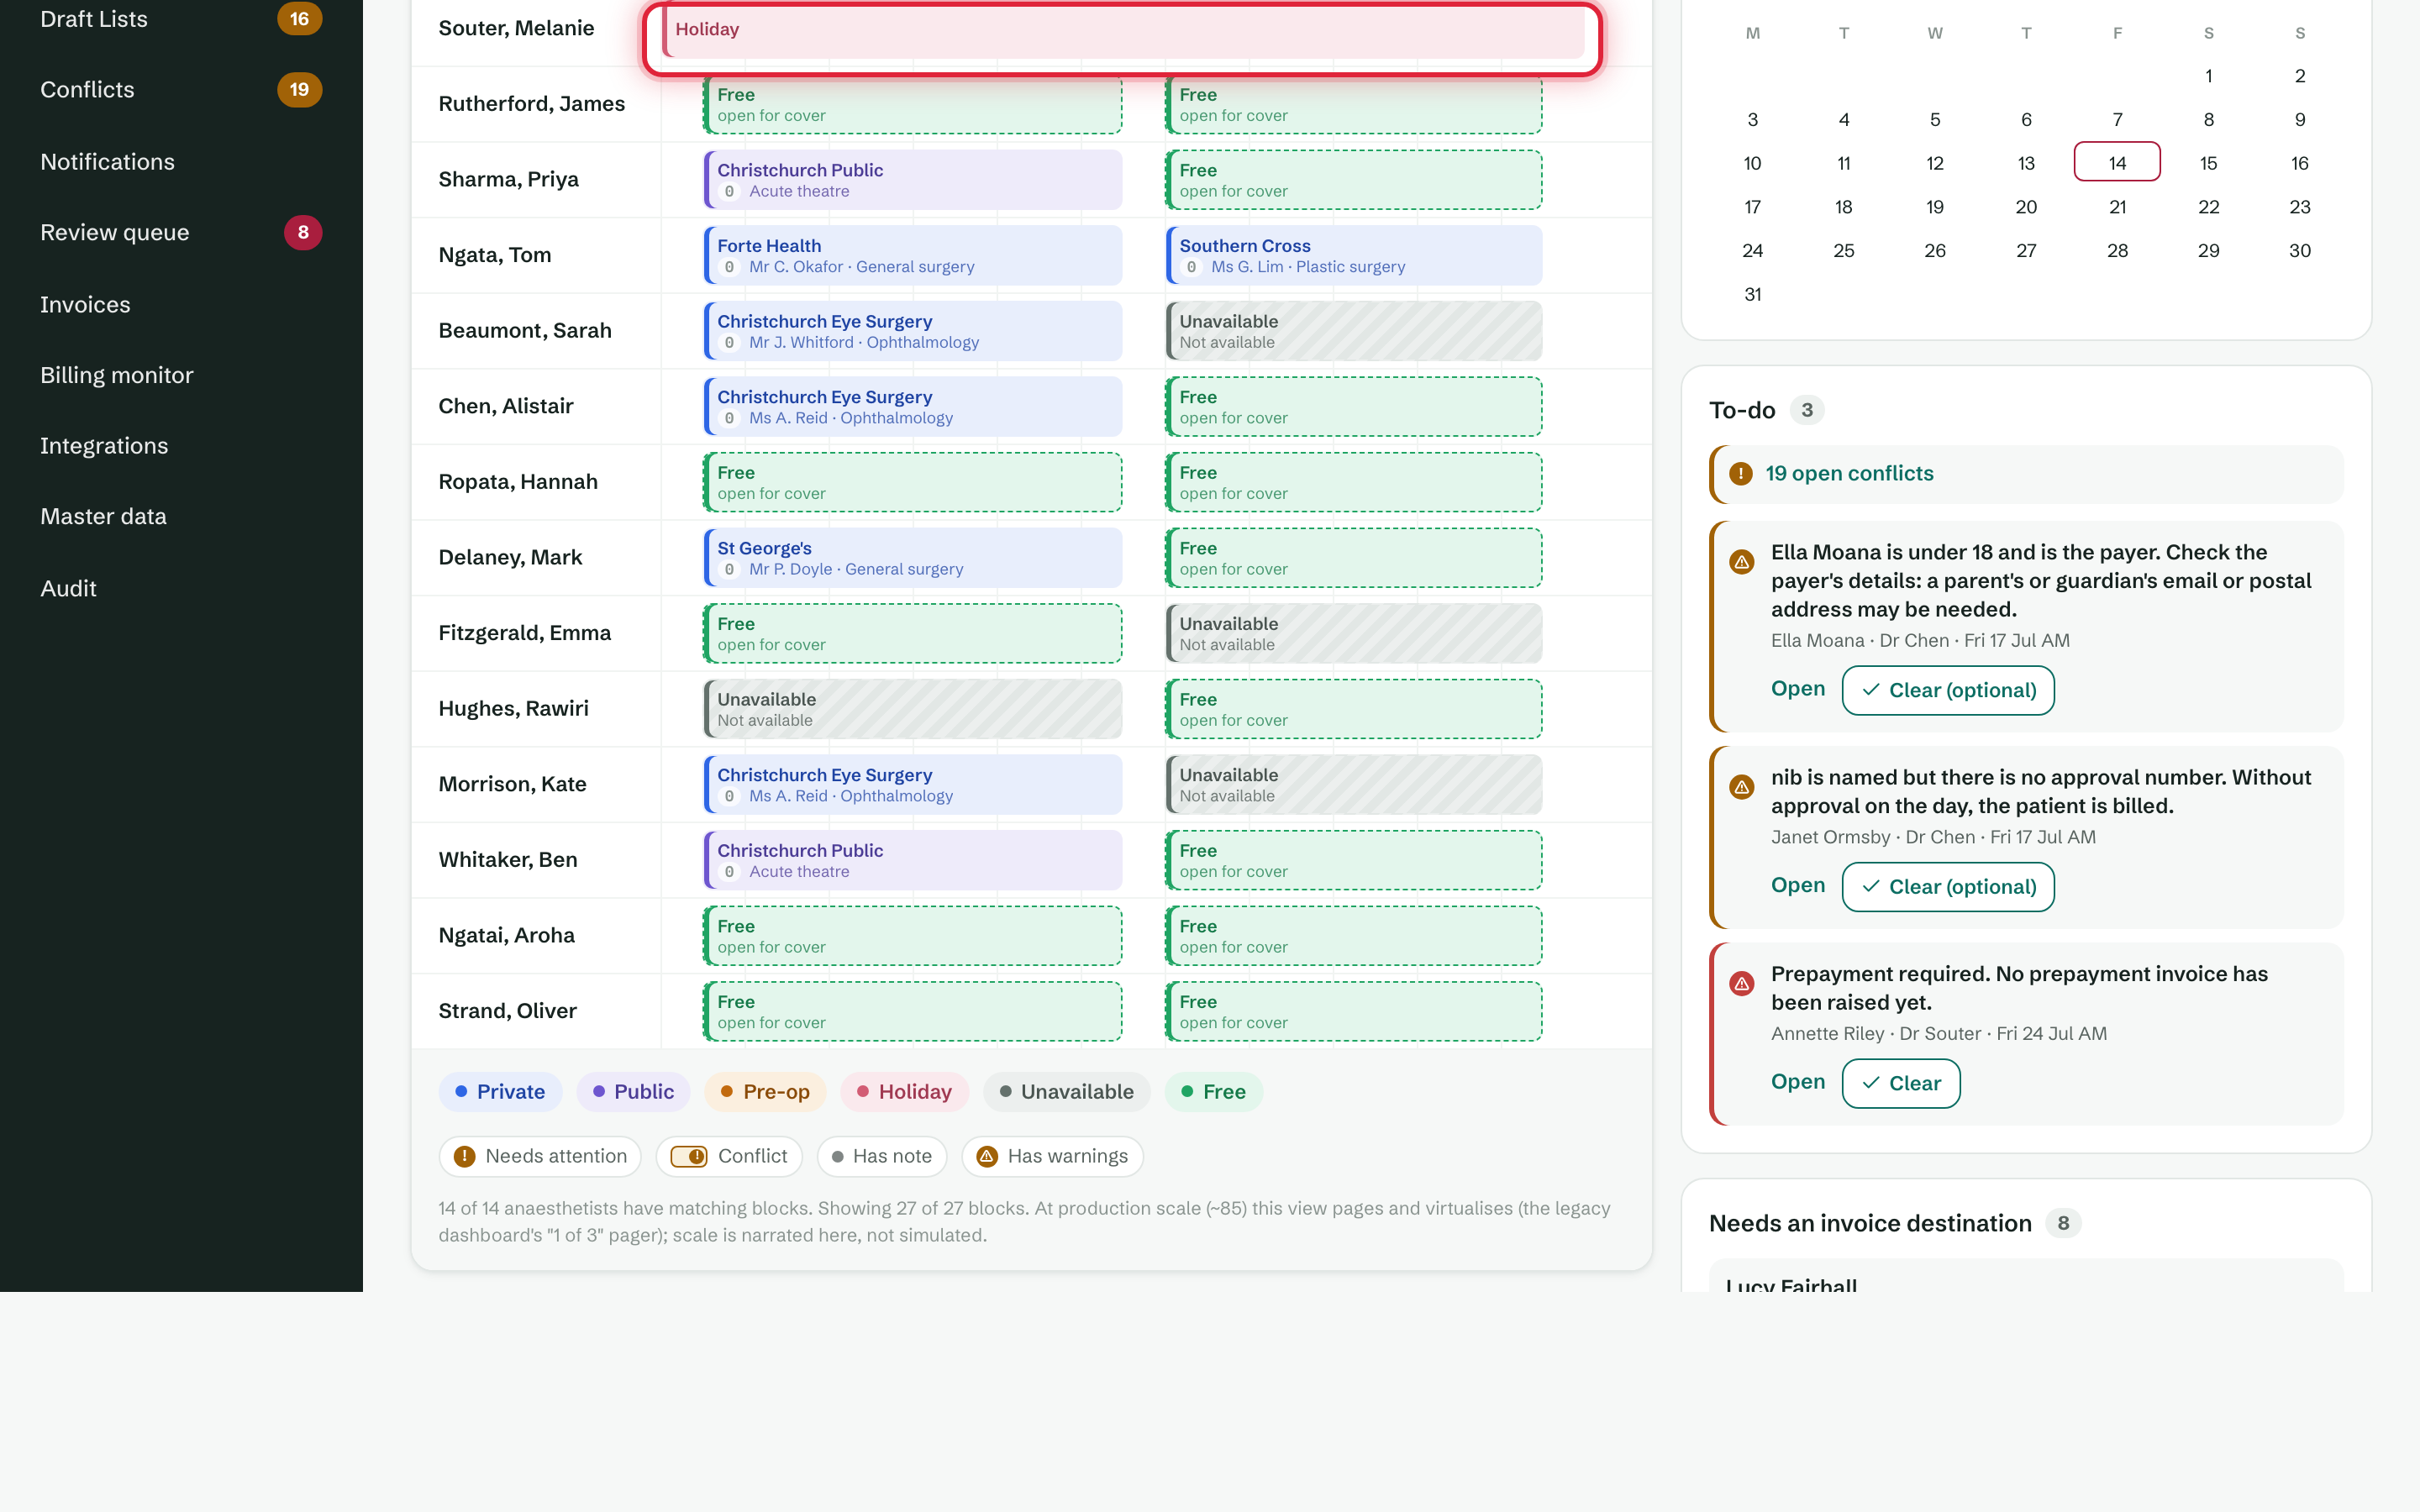 Draft Lists 16
Conflicts 19
Notifications
Review queue 8
Invoices
Billing monitor
Integrations
Master data
Audit
Souter, Melanie
Holiday
Rutherford, James
Free
open for cover
Free
open for cover
Sharma, Priya
Christchurch Public
0 Acute theatre
Free
open for cover
Ngata, Tom
Forte Health
0 Mr C. Okafor · General surgery
Southern Cross
0 Ms G. Lim · Plastic surgery
Beaumont, Sarah
Christchurch Eye Surgery
0 Mr J. Whitford · Ophthalmology
Unavailable
Not available
Chen, Alistair
Christchurch Eye Surgery
0 Ms A. Reid · Ophthalmology
Free
open for cover
Ropata, Hannah
Free
open for cover
Free
open for cover
Delaney, Mark
St George's
0 Mr P. Doyle · General surgery
Free
open for cover
Fitzgerald, Emma
Free
open for cover
Unavailable
Not available
Hughes, Rawiri
Unavailable
Not available
Free
open for cover
Morrison, Kate
Christchurch Eye Surgery
0 Ms A. Reid · Ophthalmology
Unavailable
Not available
Whitaker, Ben
Christchurch Public
0 Acute theatre
Free
open for cover
Ngatai, Aroha
Free
open for cover
Free
open for cover
Strand, Oliver
Free
open for cover
Free
open for cover
Private Public Pre-op Holiday Unavailable Free
Needs attention Conflict Has note Has warnings
14 of 14 anaesthetists have matching blocks. Showing 27 of 27 blocks. At production scale (~85) this view pages and virtualises (the legacy
dashboard's "1 of 3" pager); scale is narrated here, not simulated.
M T W T F S S
1 2
3 4 5 6 7 8 9
10 11 12 13 14 15 16
17 18 19 20 21 22 23
24 25 26 27 28 29 30
31
To-do 3
19 open conflicts
Ella Moana is under 18 and is the payer. Check the
payer's details: a parent's or guardian's email or postal
address may be needed.
Ella Moana · Dr Chen · Fri 17 Jul AM
Open Clear (optional)
nib is named but there is no approval number. Without
approval on the day, the patient is billed.
Janet Ormsby · Dr Chen · Fri 17 Jul AM
Open Clear (optional)
Prepayment required. No prepayment invoice has
been raised yet.
Annette Riley · Dr Souter · Fri 24 Jul AM
Open Clear
Needs an invoice destination 8
Lucy Fairhall